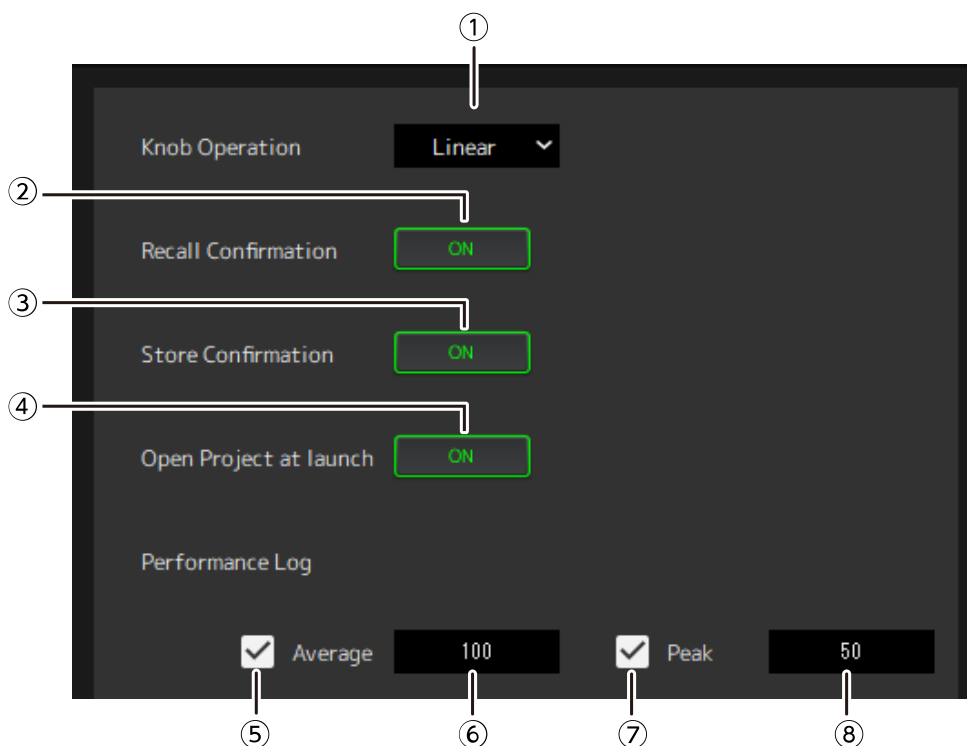 ①
Knob Operation Linear
②
Recall Confirmation ON
③
Store Confirmation ON
④
Open Project at launch ON
Performance Log
Average 100 Peak 50
⑤ ⑥ ⑦ ⑧